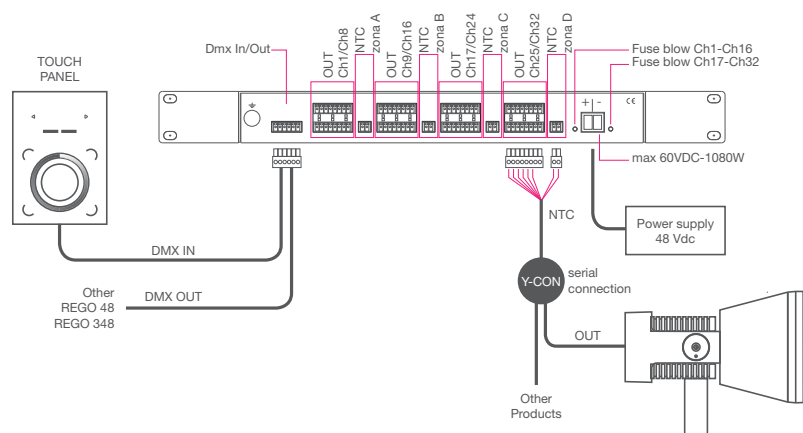 TOUCH
PANEL
Dmx In/Out
OUT
Ch1/Ch8
NTC
zona A
OUT
Ch9/Ch16
NTC
zona B
OUT
Ch17/Ch24
NTC
zona C
OUT
Ch25/Ch32
NTC
zona D
Fuse blow Ch1-Ch16
Fuse blow Ch17-Ch32
+ -
CE
max 60VDC-1080W
NTC
Power supply
48 Vdc
DMX IN
Y-CON
serial
connection
Other
REGO 48
REGO 348
DMX OUT
OUT
Other
Products